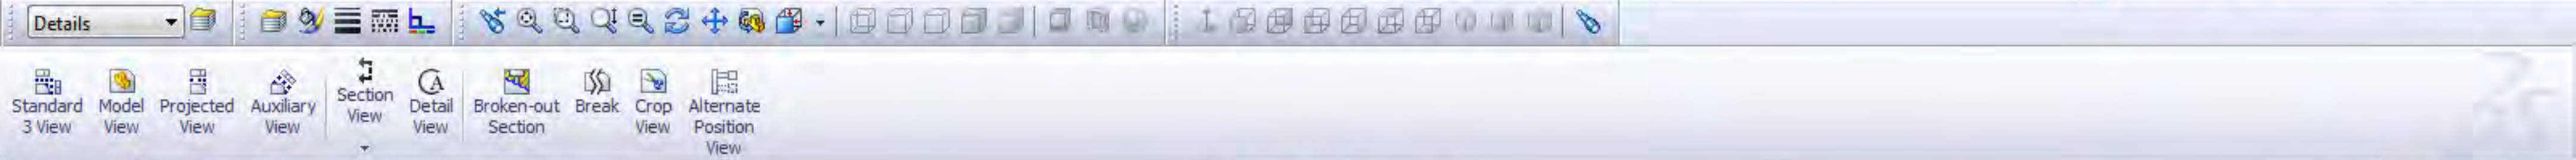 Details
Standard
3 View
Model
View
Projected
View
Auxiliary
View
Section
View
Detail
View
Broken-out
Section
Break
Crop
View
Alternate
Position
View